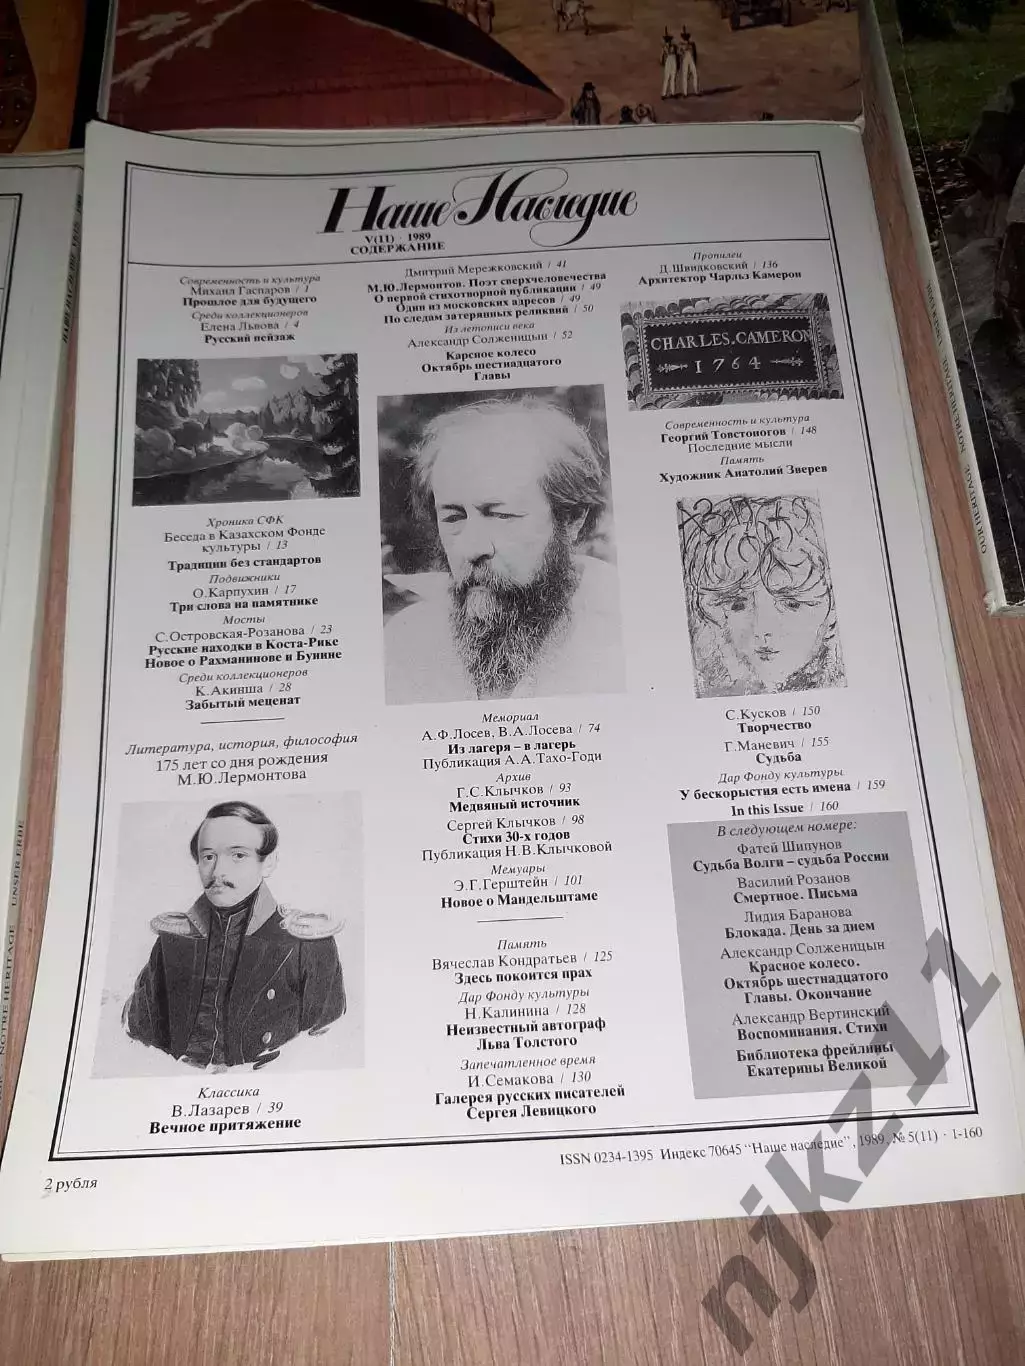 Наше Наследие
V(11) · 1989
СОДЕРЖАНИЕ
Современность и культура
Михаил Гаспаров / 1
Прошлое для будущего
Среди коллекционеров
Елена Львова / 4
Русский пейзаж
Хроника СФК
Беседа в Казахском Фонде
культуры / 13
Традиции без стандартов
Подвижники
О.Карпухин / 17
Три слова на памятнике
Мосты
С.Островская-Розанова / 23
Русские находки в Коста-Рике
Новое о Рахманинове и Бунине
Среди коллекционеров
К.Акинша / 28
Забытый меценат
Литература, история, философия
175 лет со дня рождения
М.Ю.Лермонтова
Классика
В.Лазарев / 39
Вечное притяжение
Дмитрий Мережковский / 41
М.Ю.Лермонтов. Поэт сверхчеловечества
О первой стихотворной публикации / 49
Один из московских адресов / 49
По следам затерянных реликвий / 50
Из летописи века
Александр Солженицын / 52
Карсное колесо
Октябрь шестнадцатого
Главы
Мемориал
А.Ф.Лосев, В.А.Лосева / 74
Из лагеря – в лагерь
Публикация А.А.Тахо-Годи
Архив
Г.С.Клычков / 93
Медвяный источник
Сергей Клычков / 98
Стихи 30-х годов
Публикация Н.В.Клычковой
Мемуары
Э.Г.Герштейн / 101
Новое о Мандельштаме
Память
Вячеслав Кондратьев / 125
Здесь покоится прах
Дар Фонду культуры
Н.Калинина / 128
Неизвестный автограф
Льва Толстого
Запечатленное время
И.Семакова / 130
Галерея русских писателей
Сергея Левицкого
Пропилеи
Д.Швидковский / 136
Архитектор Чарльз Камерон
CHARLES.CAMERON
1764
Современность и культура
Георгий Товстоногов / 148
Последние мысли
Память
Художник Анатолий Зверев
С.Кусков / 150
Творчество
Г.Маневич / 155
Судьба
Дар Фонду культуры
У бескорыстия есть имена / 159
In this Issue / 160
В следующем номере:
Фатей Шипунов
Судьба Волги – судьба России
Василий Розанов
Смертное. Письма
Лидия Баранова
Блокада. День за днем
Александр Солженицын
Красное колесо.
Октябрь шестнадцатого
Главы. Окончание
Александр Вертинский
Воспоминания. Стихи
Библиотека фрейлины
Екатерины Великой
ISSN 0234-1395 Индекс 70645 "Наше наследие", 1989, № 5(11) · 1-160
2 рубля
NOTRE HERITAGE UNSER ERBE
OUR HERITAGE NOTRE HERITAGE
njkz11